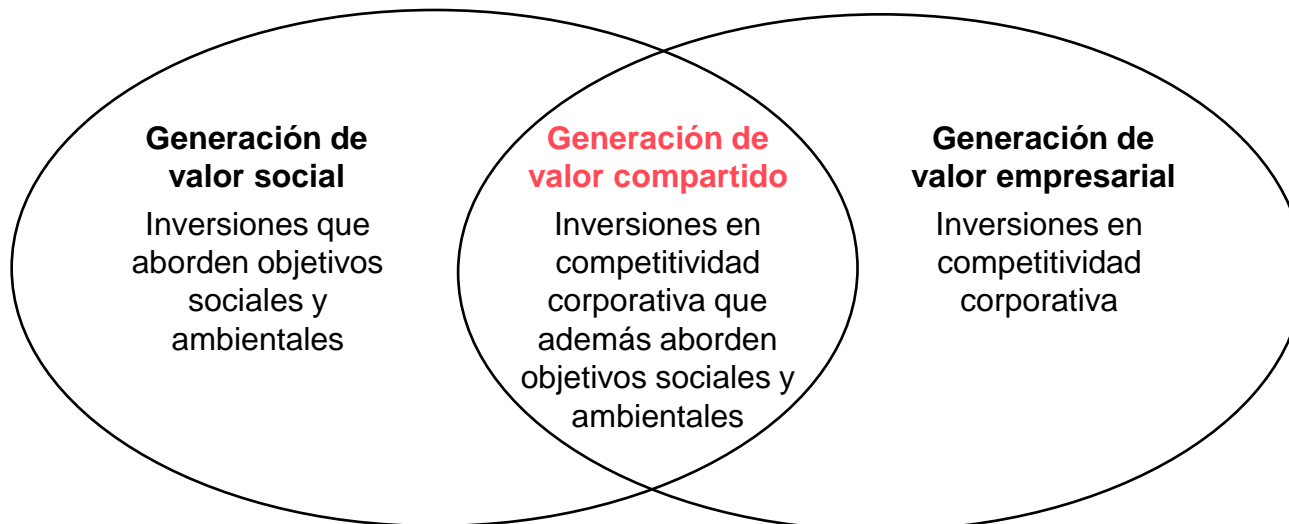 Generación de
valor social
Inversiones que
aborden objetivos
sociales y
ambientales
Generación de
valor compartido
Inversiones en
competitividad
corporativa que
además aborden
objetivos sociales y
ambientales
Generación de
valor empresarial
Inversiones en
competitividad
corporativa